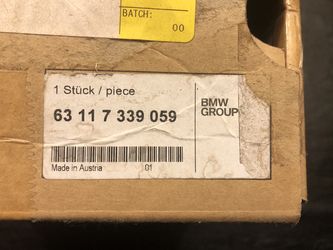 BATCH:
00
1 Stück / piece
63 11 7 339 059
BMW
GROUP
Made in Austria
01